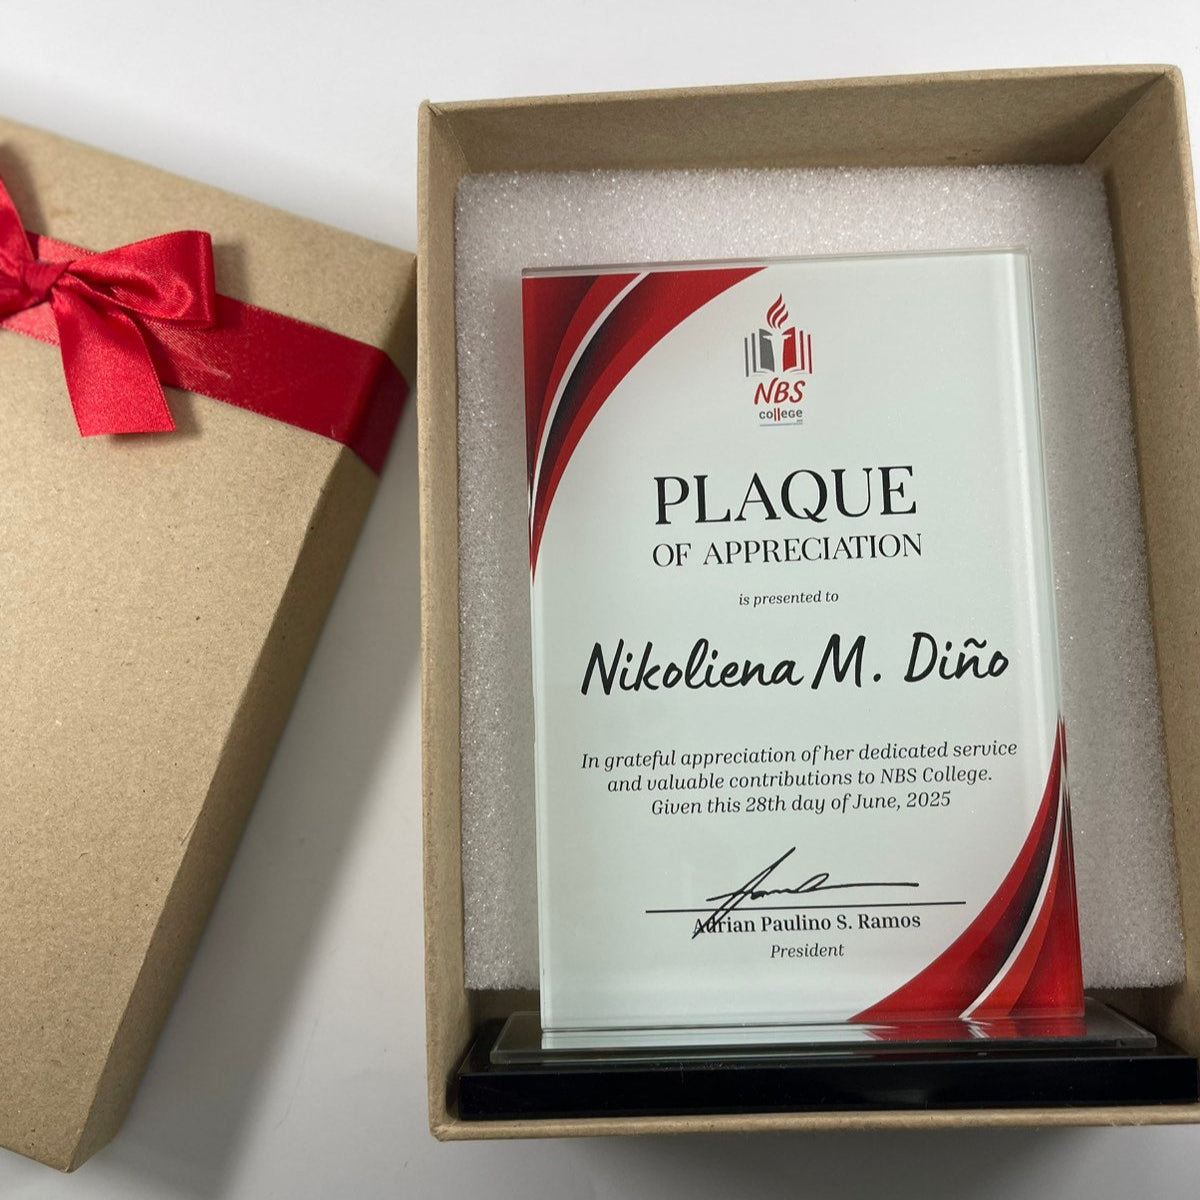 NBS
college
PLAQUE
OF APPRECIATION
is presented to
Nikoliena M. Diño
In grateful appreciation of her dedicated service
and valuable contributions to NBS College.
Given this 28th day of June, 2025
Adrian Paulino S. Ramos
President